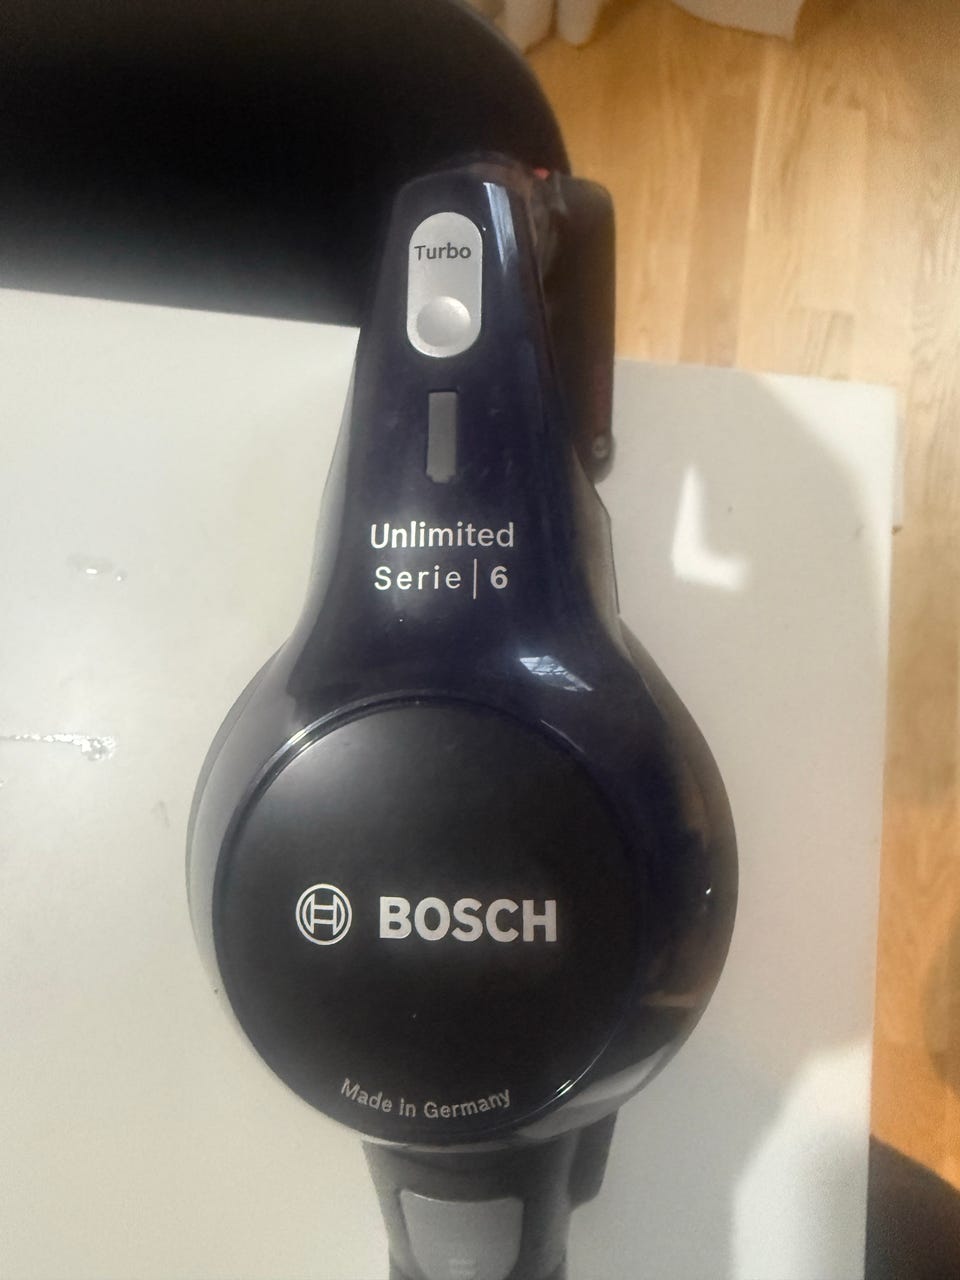 Turbo
Unlimited
Serie | 6
BOSCH
Made in Germany